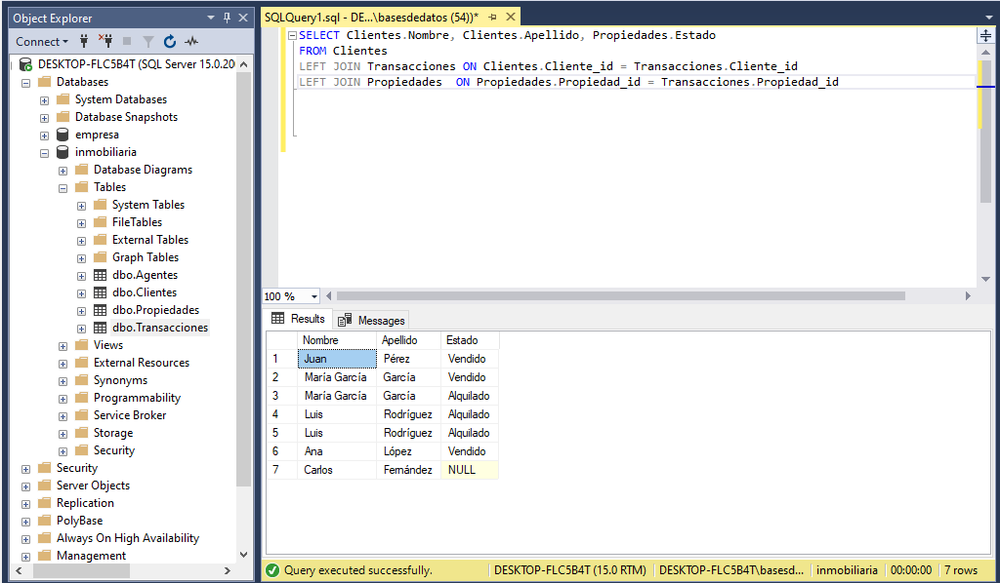 Object Explorer
Connect
DESKTOP-FLC5B4T (SQL Server 15.0.20
Databases
System Databases
Database Snapshots
empresa
inmobiliaria
Database Diagrams
Tables
System Tables
FileTables
External Tables
Graph Tables
dbo.Agentes
dbo.Clientes
dbo.Propiedades
dbo.Transacciones
Views
External Resources
Synonyms
Programmability
Service Broker
Storage
Security
Security
Server Objects
Replication
PolyBase
Always On High Availability
Management
SQLQuery1.sql - DE...\basesdedatos (54))*
SELECT Clientes.Nombre, Clientes.Apellido, Propiedades.Estado
FROM Clientes
LEFT JOIN Transacciones ON Clientes.Cliente_id = Transacciones.Cliente_id
LEFT JOIN Propiedades  ON Propiedades.Propiedad_id = Transacciones.Propiedad_id
100 %
Results Messages
Nombre Apellido Estado
1 Juan Pérez Vendido
2 María García García Vendido
3 María García García Alquilado
4 Luis Rodríguez Alquilado
5 Luis Rodríguez Alquilado
6 Ana López Vendido
7 Carlos Fernández NULL
Query executed successfully. DESKTOP-FLC5B4T (15.0 RTM) DESKTOP-FLC5B4T\basesd... inmobiliaria 00:00:00 7 rows